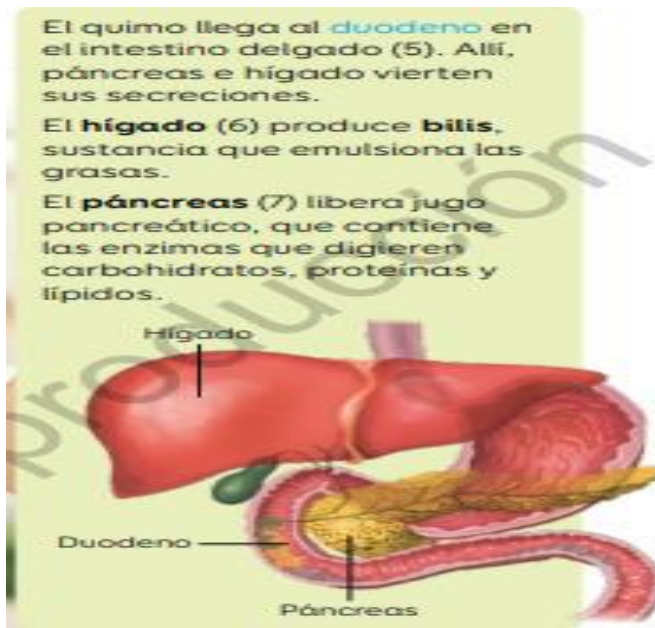 El quimo llega al duodeno en
el intestino delgado (5). Allí,
páncreas e hígado vierten
sus secreciones.
El hígado (6) produce bilis,
sustancia que emulsiona las
grasas.
El páncreas (7) libera jugo
pancreático, que contiene
las enzimas que digieren
carbohidratos, proteínas y
lípidos.
Hígado
Duodeno
Páncreas
producción